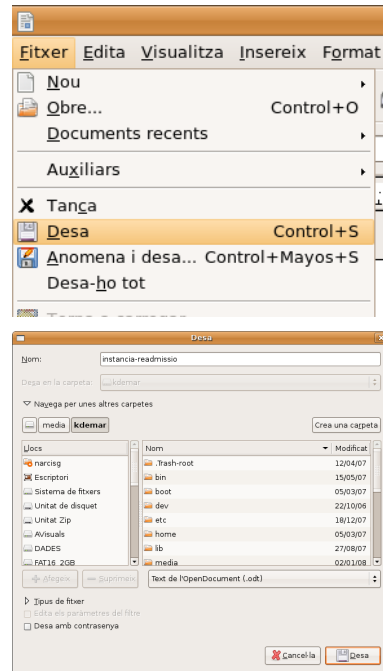 Fitxer Edita Visualitza Insereix Format
Nou
Obre... Control+O
Documents recents
Auxiliars
Tanca
Desa Control+S
Anomena i desa... Control+Mayos+S
Desa-ho tot
Torna a carregar
Desa
Nom: instancia-readmissio
Desa en la carpeta: kdemar
Navega per unes altres carpetes
media kdemar Crea una carpeta
Llocs Nom Modificat
narcisg .Trash-root 12/04/07
Escriptori bin 15/05/07
Sistema de fitxers boot 05/03/07
Unitat de disquet dev 22/10/06
Unitat Zip etc 18/12/07
AVisuals home 05/03/07
DADES lib 27/08/07
FAT16_2GB media 02/01/08
Afegeix Suprimeix Text de l'OpenDocument (.odt)
Tipus de fitxer
Edita els paràmetres del filtre
Desa amb contrasenya
Cancel·la Desa